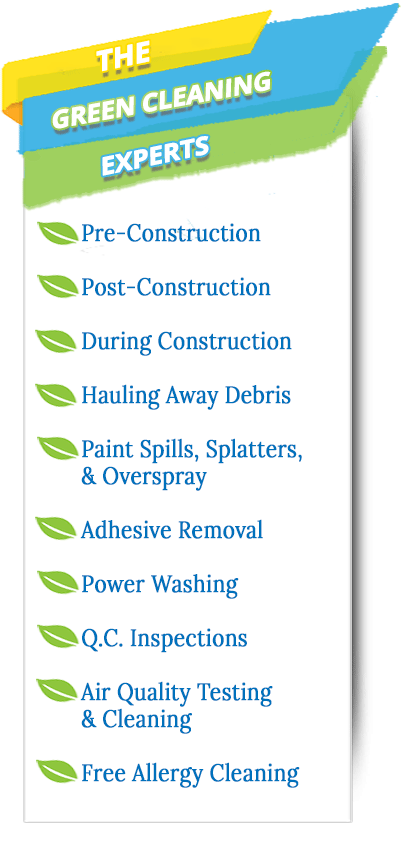 THE
GREEN CLEANING
EXPERTS
Pre-Construction
Post-Construction
During Construction
Hauling Away Debris
Paint Spills, Splatters,
& Overspray
Adhesive Removal
Power Washing
Q.C. Inspections
Air Quality Testing
& Cleaning
Free Allergy Cleaning